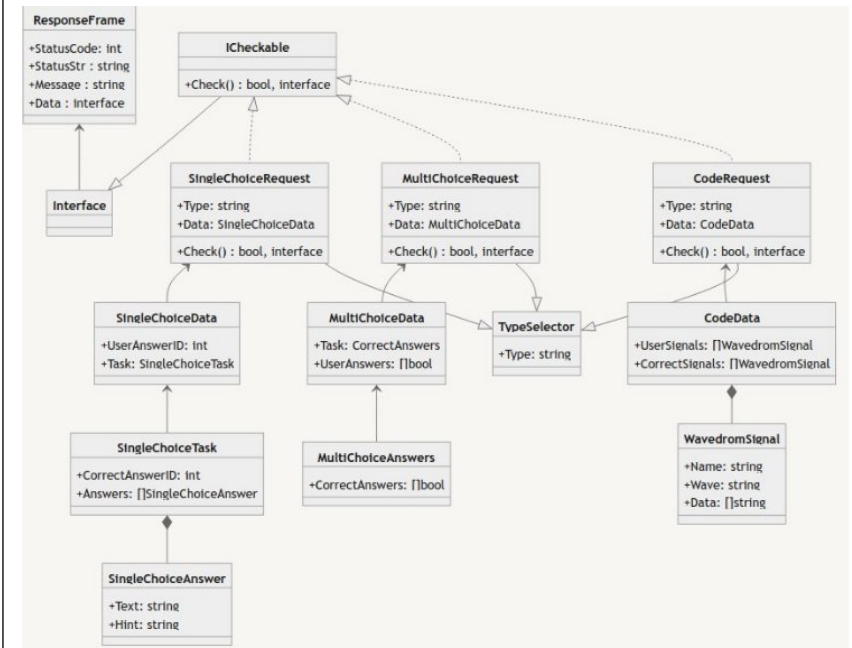 ResponseFrame
+StatusCode: int
+StatusStr : string
+Message : string
+Data : interface
ICheckable
+Check() : bool, interface
Interface
SingleChoiceRequest
+Type: string
+Data: SingleChoiceData
+Check() : bool, interface
MultiChoiceRequest
+Type: string
+Data: MultiChoiceData
+Check() : bool, interface
CodeRequest
+Type: string
+Data: CodeData
+Check() : bool, interface
SingleChoiceData
+UserAnswerID: int
+Task: SingleChoiceTask
MultiChoiceData
+Task: CorrectAnswers
+UserAnswers: []bool
TypeSelector
+Type: string
CodeData
+UserSignals: []WavedromSignal
+CorrectSignals: []WavedromSignal
SingleChoiceTask
+CorrectAnswerID: int
+Answers: []SingleChoiceAnswer
MultiChoiceAnswers
+CorrectAnswers: []bool
WavedromSignal
+Name: string
+Wave: string
+Data: []string
SingleChoiceAnswer
+Text: string
+Hint: string